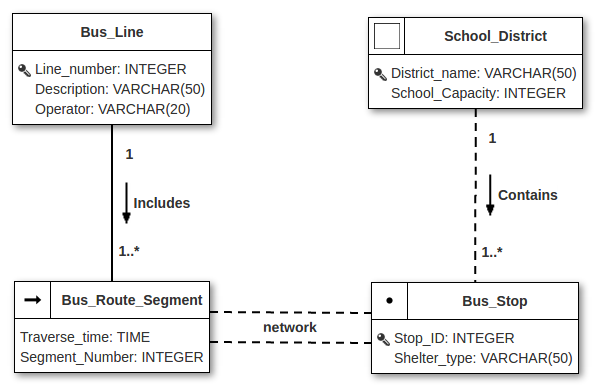 Bus_Line
Line_number: INTEGER
Description: VARCHAR(50)
Operator: VARCHAR(20)
School_District
District_name: VARCHAR(50)
School_Capacity: INTEGER
1
Includes
1..*
1
Contains
1..*
Bus_Route_Segment
Traverse_time: TIME
Segment_Number: INTEGER
network
Bus_Stop
Stop_ID: INTEGER
Shelter_type: VARCHAR(50)